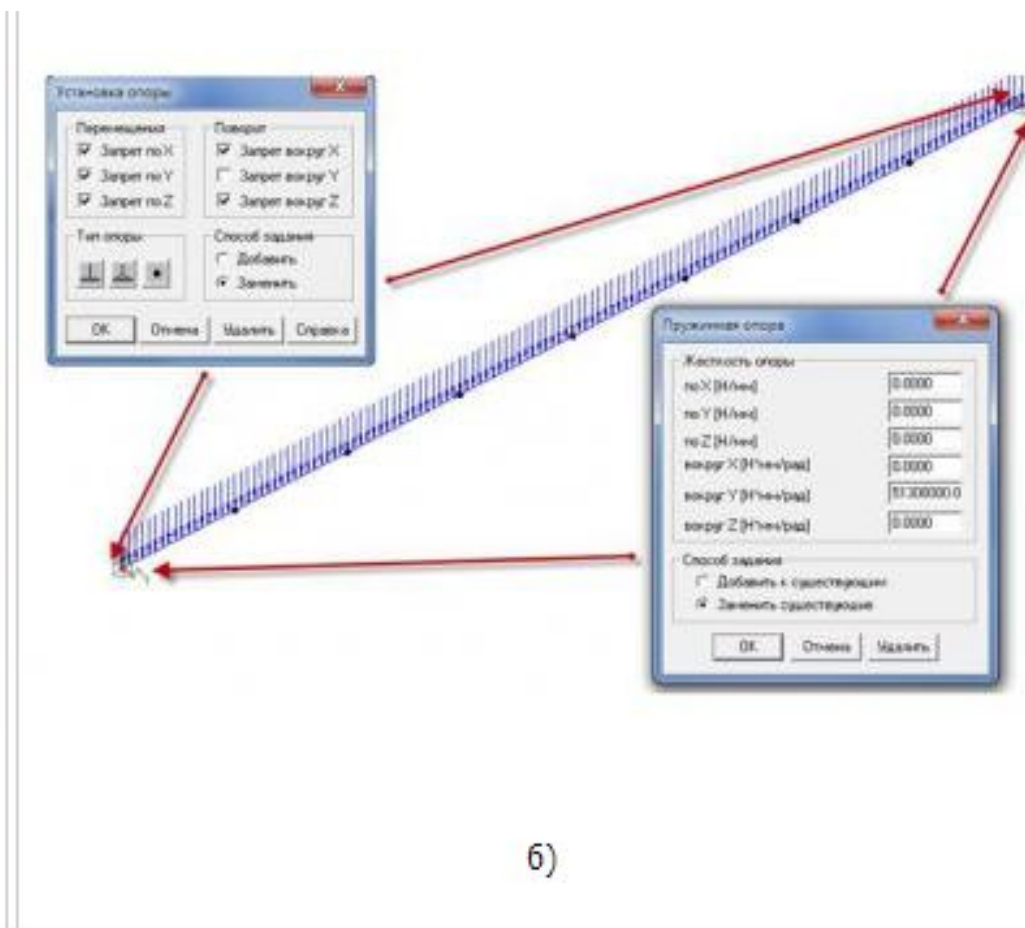 Установка опоры
Перемещения
Запрет по X
Запрет по Y
Запрет по Z
Поворот
Запрет вокруг X
Запрет вокруг Y
Запрет вокруг Z
Тип опоры
Способ задания
Добавить
Заменить
OK Отмена Удалить Справка
Пружинная опора
Жесткость опоры
по X [Н/мм] 0.0000
по Y [Н/мм] 0.0000
по Z [Н/мм] 0.0000
вокруг X [Н*мм/рад] 0.0000
вокруг Y [Н*мм/рад] 51300000.0
вокруг Z [Н*мм/рад] 0.0000
Способ задания
Добавить к существующим
Заменить существующие
OK Отмена Удалить
б)